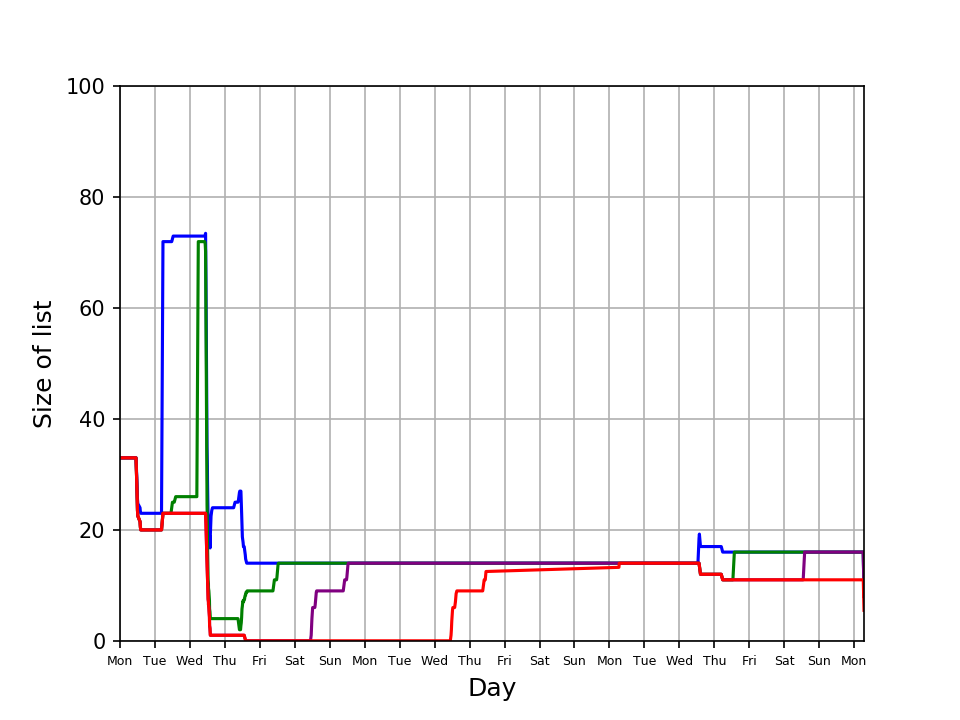 100
80
60
40
20
0
Size of list
Mon Tue Wed Thu Fri Sat Sun Mon Tue Wed Thu Fri Sat Sun Mon Tue Wed Thu Fri Sat Sun Mon
Day